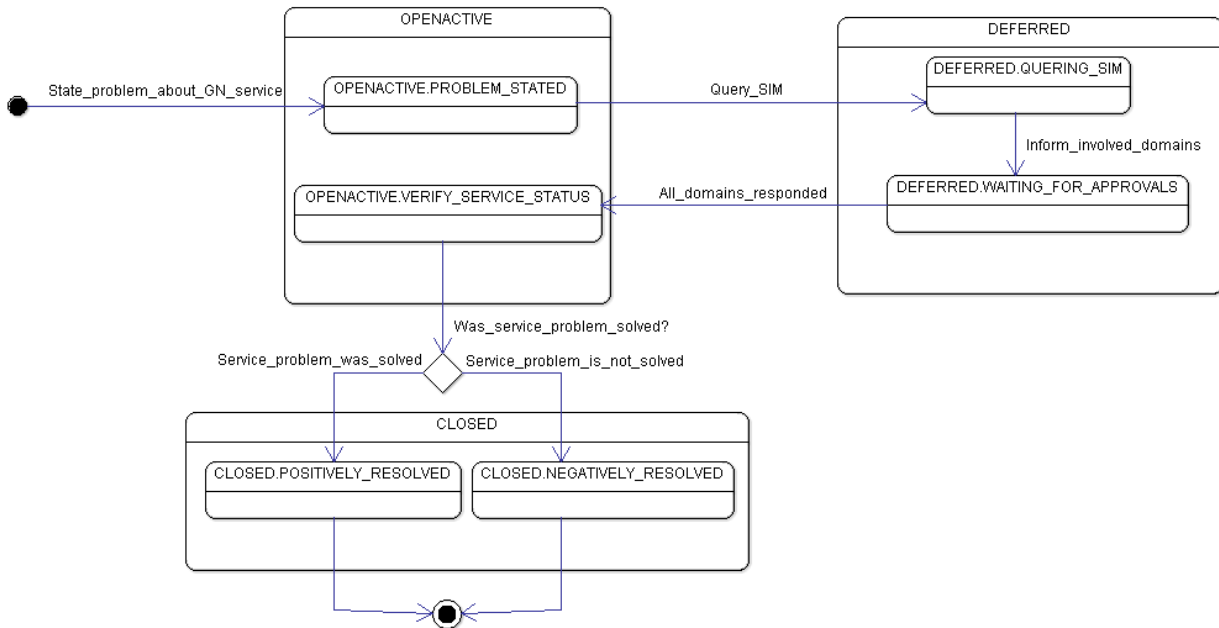 OPENACTIVE
DEFERRED
State_problem_about_GN_service
OPENACTIVE.PROBLEM_STATED
Query_SIM
DEFERRED.QUERING_SIM
Inform_involved_domains
OPENACTIVE.VERIFY_SERVICE_STATUS
All_domains_responded
DEFERRED.WAITING_FOR_APPROVALS
Was_service_problem_solved?
Service_problem_was_solved
Service_problem_is_not_solved
CLOSED
CLOSED.POSITIVELY_RESOLVED
CLOSED.NEGATIVELY_RESOLVED